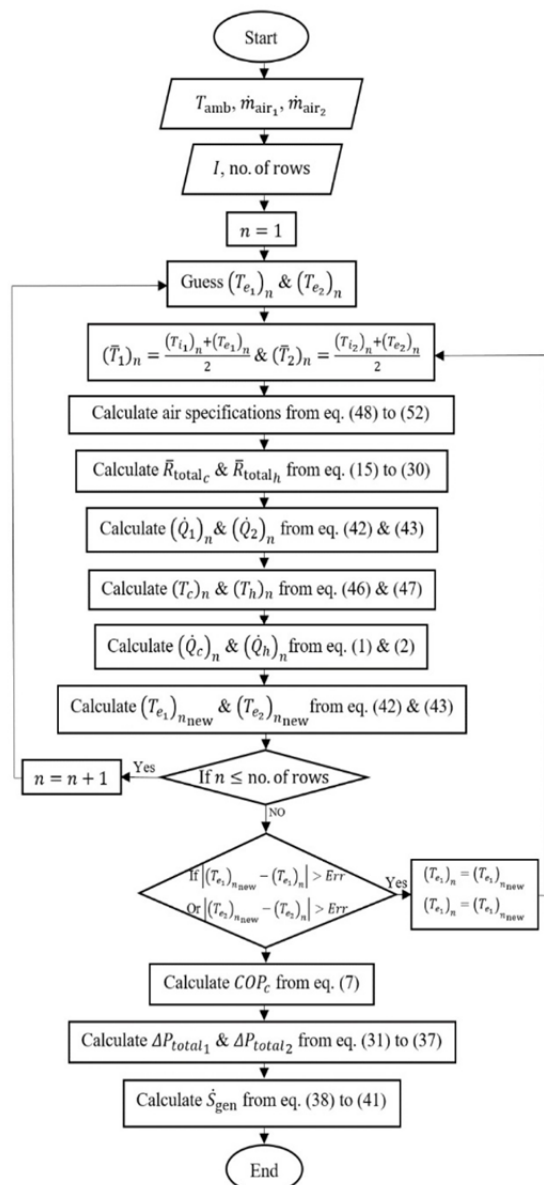 Start
T_amb, ṁ_air₁, ṁ_air₂
I, no. of rows
n = 1
Guess (T_e₁)_n & (T_e₂)_n
(T̄₁)_n = ((T_i₁)_n+(T_e₁)_n)/2 & (T̄₂)_n = ((T_i₂)_n+(T_e₂)_n)/2
Calculate air specifications from eq. (48) to (52)
Calculate R̄_total_c & R̄_total_h from eq. (15) to (30)
Calculate (Q̇₁)_n & (Q̇₂)_n from eq. (42) & (43)
Calculate (T_c)_n & (T_h)_n from eq. (46) & (47)
Calculate (Q̇_c)_n & (Q̇_h)_n from eq. (1) & (2)
Calculate (T_e₁)_n_new & (T_e₂)_n_new from eq. (42) & (43)
If n ≤ no. of rows
Yes
n = n + 1
NO
If |(T_e₁)_n_new − (T_e₁)_n| > Err
Or |(T_e₂)_n_new − (T_e₂)_n| > Err
Yes
(T_e₁)_n = (T_e₁)_n_new
(T_e₁)_n = (T_e₁)_n_new
Calculate COP_c from eq. (7)
Calculate ΔP_total₁ & ΔP_total₂ from eq. (31) to (37)
Calculate Ṡ_gen from eq. (38) to (41)
End